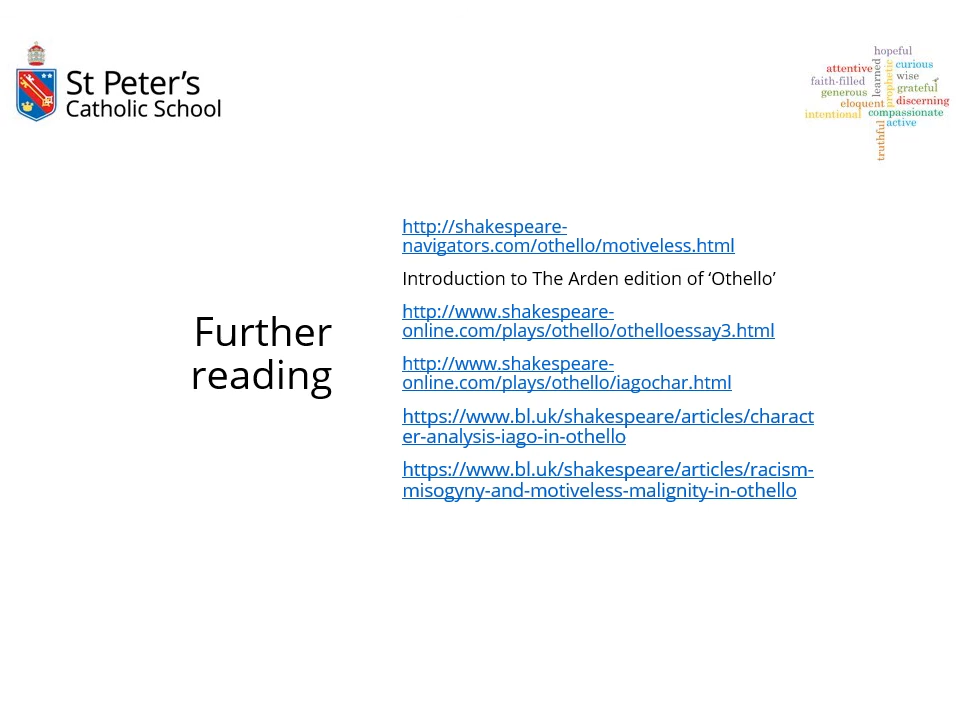 St Peter's
Catholic School
hopeful
attentive
learned
prophetic
curious
faith-filled
wise
generous
grateful
eloquent
discerning
intentional
compassionate
truthful
active
Further
reading
http://shakespeare-
navigators.com/othello/motiveless.html
Introduction to The Arden edition of ‘Othello’
http://www.shakespeare-
online.com/plays/othello/othelloessay3.html
http://www.shakespeare-
online.com/plays/othello/iagochar.html
https://www.bl.uk/shakespeare/articles/charact
er-analysis-iago-in-othello
https://www.bl.uk/shakespeare/articles/racism-
misogyny-and-motiveless-malignity-in-othello